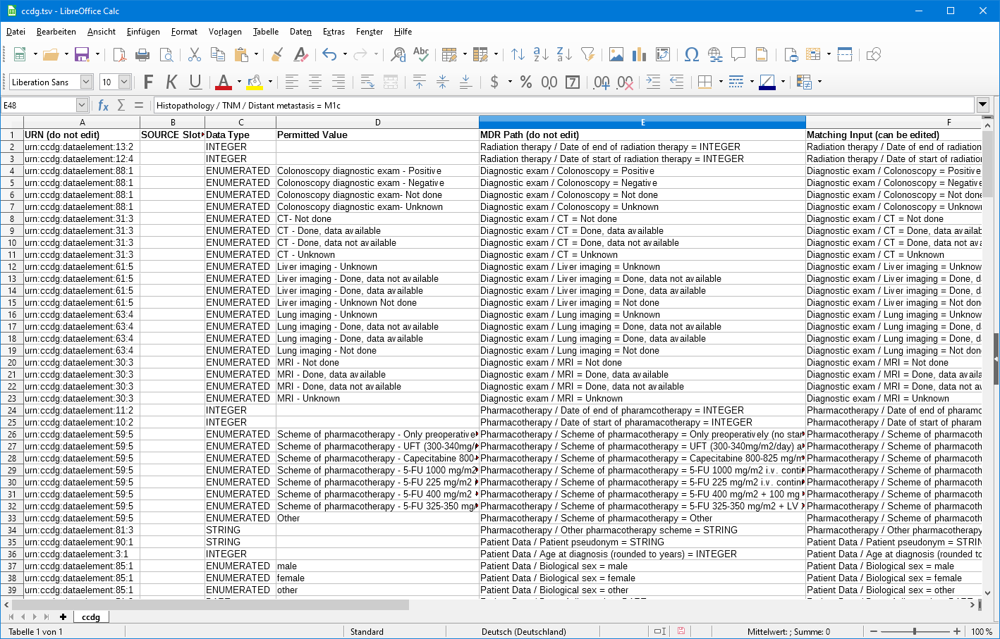 ccdg.tsv - LibreOffice Calc
Datei Bearbeiten Ansicht Einfügen Format Vorlagen Tabelle Daten Extras Fenster Hilfe
Liberation Sans 10 F K U
E48 Histopathology / TNM / Distant metastasis = M1c
A B C D E F
1 URN (do not edit) SOURCE Slot Data Type Permitted Value MDR Path (do not edit) Matching Input (can be edited)
2 urn:ccdg:dataelement:13:2 INTEGER Radiation therapy / Date of end of radiation therapy = INTEGER Radiation therapy / Date of end of radiation
3 urn:ccdg:dataelement:12:4 INTEGER Radiation therapy / Date of start of radiation therapy = INTEGER Radiation therapy / Date of start of radiation
4 urn:ccdg:dataelement:88:1 ENUMERATED Colonoscopy diagnostic exam - Positive Diagnostic exam / Colonoscopy = Positive Diagnostic exam / Colonoscopy = Positive
5 urn:ccdg:dataelement:88:1 ENUMERATED Colonoscopy diagnostic exam - Negative Diagnostic exam / Colonoscopy = Negative Diagnostic exam / Colonoscopy = Negative
6 urn:ccdg:dataelement:88:1 ENUMERATED Colonoscopy diagnostic exam- Not done Diagnostic exam / Colonoscopy = Not done Diagnostic exam / Colonoscopy = Not done
7 urn:ccdg:dataelement:88:1 ENUMERATED Colonoscopy diagnostic exam- Unknown Diagnostic exam / Colonoscopy = Unknown Diagnostic exam / Colonoscopy = Unknown
8 urn:ccdg:dataelement:31:3 ENUMERATED CT- Not done Diagnostic exam / CT = Not done Diagnostic exam / CT = Not done
9 urn:ccdg:dataelement:31:3 ENUMERATED CT - Done, data available Diagnostic exam / CT = Done, data available Diagnostic exam / CT = Done, data availab
10 urn:ccdg:dataelement:31:3 ENUMERATED CT - Done, data not available Diagnostic exam / CT = Done, data not available Diagnostic exam / CT = Done, data not ava
11 urn:ccdg:dataelement:31:3 ENUMERATED CT - Unknown Diagnostic exam / CT = Unknown Diagnostic exam / CT = Unknown
12 urn:ccdg:dataelement:61:5 ENUMERATED Liver imaging - Unknown Diagnostic exam / Liver imaging = Unknown Diagnostic exam / Liver imaging = Unknow
13 urn:ccdg:dataelement:61:5 ENUMERATED Liver imaging - Done, data not available Diagnostic exam / Liver imaging = Done, data not available Diagnostic exam / Liver imaging = Done, d
14 urn:ccdg:dataelement:61:5 ENUMERATED Liver imaging - Done, data available Diagnostic exam / Liver imaging = Done, data available Diagnostic exam / Liver imaging = Done, d
15 urn:ccdg:dataelement:61:5 ENUMERATED Liver imaging - Unknown Not done Diagnostic exam / Liver imaging = Not done Diagnostic exam / Liver imaging = Not don
16 urn:ccdg:dataelement:63:4 ENUMERATED Lung imaging - Unknown Diagnostic exam / Lung imaging = Unknown Diagnostic exam / Lung imaging = Unknow
17 urn:ccdg:dataelement:63:4 ENUMERATED Lung imaging - Done, data not available Diagnostic exam / Lung imaging = Done, data not available Diagnostic exam / Lung imaging = Done, d
18 urn:ccdg:dataelement:63:4 ENUMERATED Lung imaging - Done, data available Diagnostic exam / Lung imaging = Done, data available Diagnostic exam / Lung imaging = Done, d
19 urn:ccdg:dataelement:63:4 ENUMERATED Lung imaging - Not done Diagnostic exam / Lung imaging = Not done Diagnostic exam / Lung imaging = Not don
20 urn:ccdg:dataelement:30:3 ENUMERATED MRI - Not done Diagnostic exam / MRI = Not done Diagnostic exam / MRI = Not done
21 urn:ccdg:dataelement:30:3 ENUMERATED MRI - Done, data available Diagnostic exam / MRI = Done, data available Diagnostic exam / MRI = Done, data availa
22 urn:ccdg:dataelement:30:3 ENUMERATED MRI - Done, data not available Diagnostic exam / MRI = Done, data not available Diagnostic exam / MRI = Done, data not av
23 urn:ccdg:dataelement:30:3 ENUMERATED MRI - Unknown Diagnostic exam / MRI = Unknown Diagnostic exam / MRI = Unknown
24 urn:ccdg:dataelement:11:2 INTEGER Pharmacotherapy / Date of end of pharamcotherapy = INTEGER Pharmacotherapy / Date of end of pharamc
25 urn:ccdg:dataelement:10:2 INTEGER Pharmacotherapy / Date of start of pharamacotherapy = INTEGER Pharmacotherapy / Date of start of pharam
26 urn:ccdg:dataelement:59:5 ENUMERATED Scheme of pharmacotherapy - Only preoperative Pharmacotherapy / Scheme of pharmacotherapy = Only preoperatively (no star Pharmacotherapy / Scheme of pharmacoth
27 urn:ccdg:dataelement:59:5 ENUMERATED Scheme of pharmacotherapy - UFT (300-340mg/ Pharmacotherapy / Scheme of pharmacotherapy = UFT (300-340mg/m2/day) a Pharmacotherapy / Scheme of pharmacoth
28 urn:ccdg:dataelement:59:5 ENUMERATED Scheme of pharmacotherapy - Capecitabine 800- Pharmacotherapy / Scheme of pharmacotherapy = Capecitabine 800-825 mg/m Pharmacotherapy / Scheme of pharmacoth
29 urn:ccdg:dataelement:59:5 ENUMERATED Scheme of pharmacotherapy - 5-FU 1000 mg/m2 Pharmacotherapy / Scheme of pharmacotherapy = 5-FU 1000 mg/m2 i.v. conti Pharmacotherapy / Scheme of pharmacoth
30 urn:ccdg:dataelement:59:5 ENUMERATED Scheme of pharmacotherapy - 5-FU 225 mg/m2 Pharmacotherapy / Scheme of pharmacotherapy = 5-FU 225 mg/m2 i.v. contin Pharmacotherapy / Scheme of pharmacoth
31 urn:ccdg:dataelement:59:5 ENUMERATED Scheme of pharmacotherapy - 5-FU 400 mg/m2 Pharmacotherapy / Scheme of pharmacotherapy = 5-FU 400 mg/m2 + 100 mg Pharmacotherapy / Scheme of pharmacoth
32 urn:ccdg:dataelement:59:5 ENUMERATED Scheme of pharmacotherapy - 5-FU 325-350 mg/ Pharmacotherapy / Scheme of pharmacotherapy = 5-FU 325-350 mg/m2 + LV Pharmacotherapy / Scheme of pharmacoth
33 urn:ccdg:dataelement:59:5 ENUMERATED Other Pharmacotherapy / Scheme of pharmacotherapy = Other Pharmacotherapy / Scheme of pharmacoth
34 urn:ccdg:dataelement:81:3 STRING Pharmacotherapy / Other pharmacotherapy scheme = STRING Pharmacotherapy / Other pharmacotherapy
35 urn:ccdg:dataelement:90:1 STRING Patient Data / Patient pseudonym = STRING Patient Data / Patient pseudonym = STRIN
36 urn:ccdg:dataelement:3:1 INTEGER Patient Data / Age at diagnosis (rounded to years) = INTEGER Patient Data / Age at diagnosis (rounded to
37 urn:ccdg:dataelement:85:1 ENUMERATED male Patient Data / Biological sex = male Patient Data / Biological sex = male
38 urn:ccdg:dataelement:85:1 ENUMERATED female Patient Data / Biological sex = female Patient Data / Biological sex = female
39 urn:ccdg:dataelement:85:1 ENUMERATED other Patient Data / Biological sex = other Patient Data / Biological sex = other
ccdg
Tabelle 1 von 1 Standard Deutsch (Deutschland) Mittelwert: ; Summe: 0 100 %